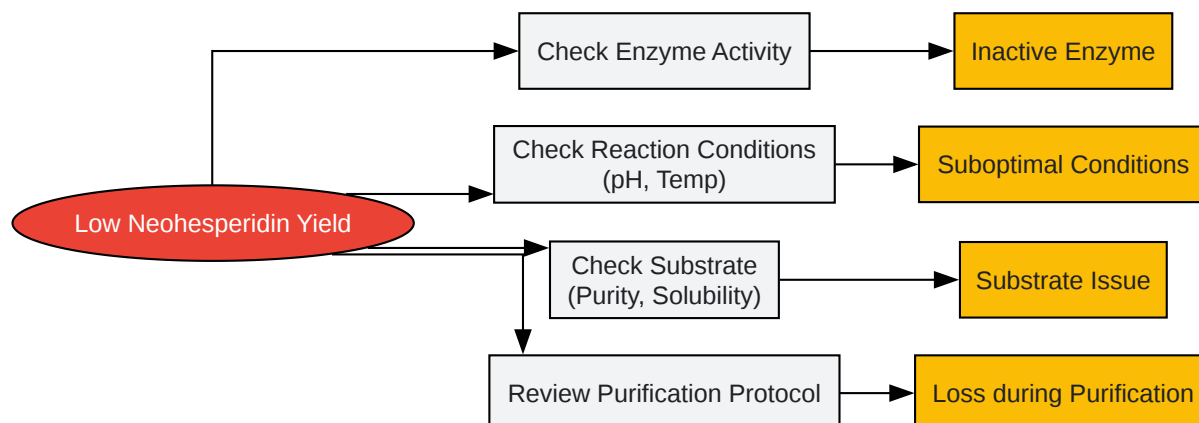 Check Enzyme Activity
Inactive Enzyme
Check Reaction Conditions
(pH, Temp)
Suboptimal Conditions
Low Neohesperidin Yield
Check Substrate
(Purity, Solubility)
Substrate Issue
Review Purification Protocol
Loss during Purification